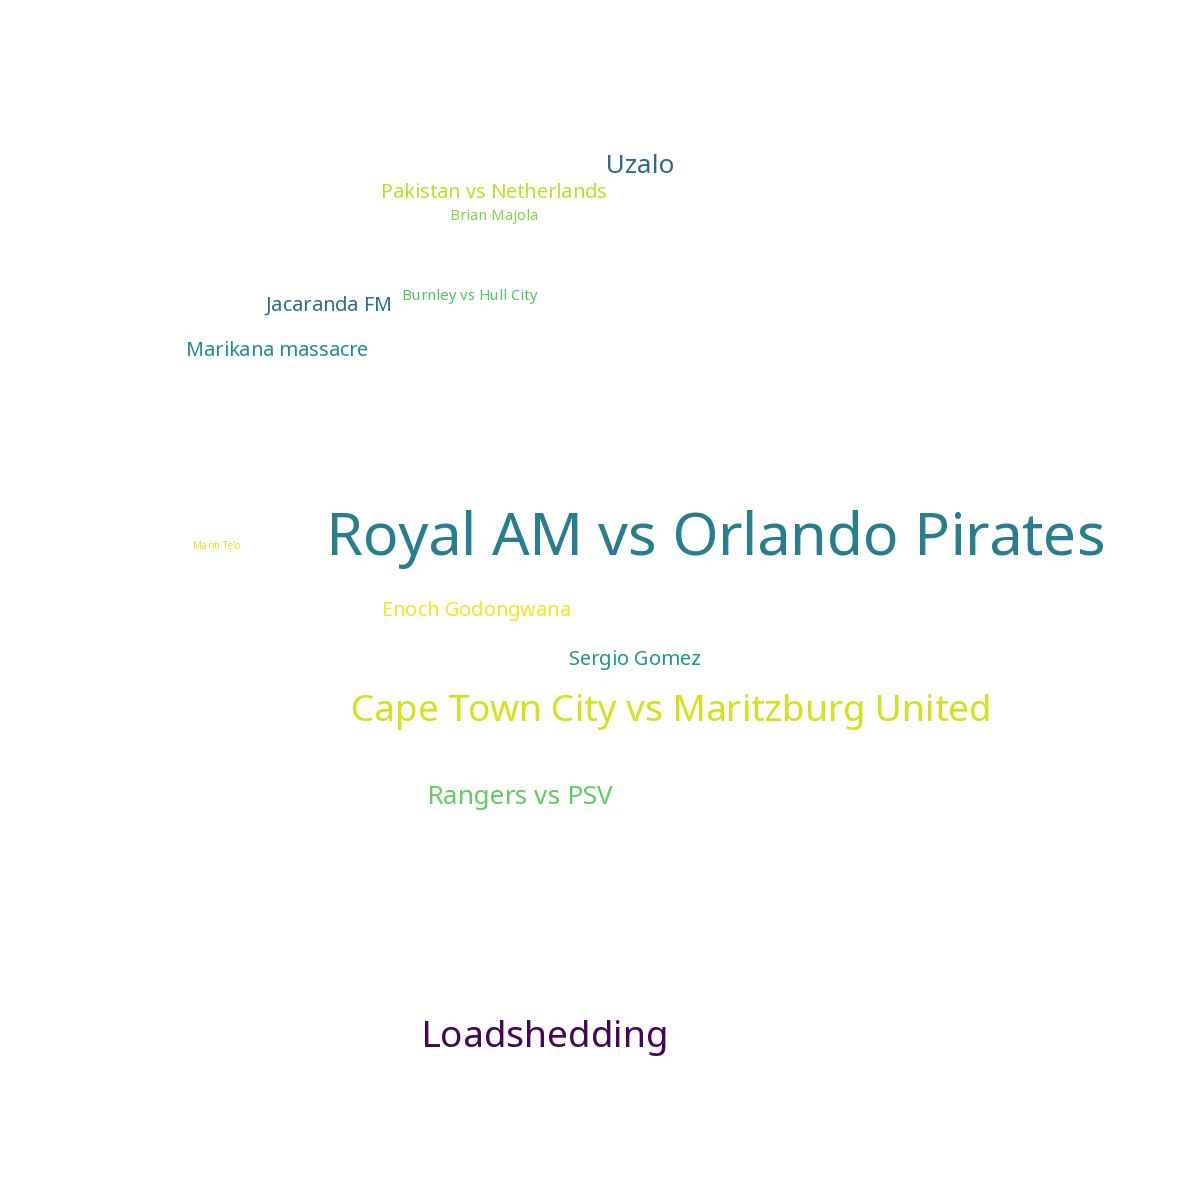 Uzalo
Pakistan vs Netherlands
Brian Majola
Burnley vs Hull City
Jacaranda FM
Marikana massacre
Royal AM vs Orlando Pirates
Manti Te'o
Enoch Godongwana
Sergio Gomez
Cape Town City vs Maritzburg United
Rangers vs PSV
Loadshedding